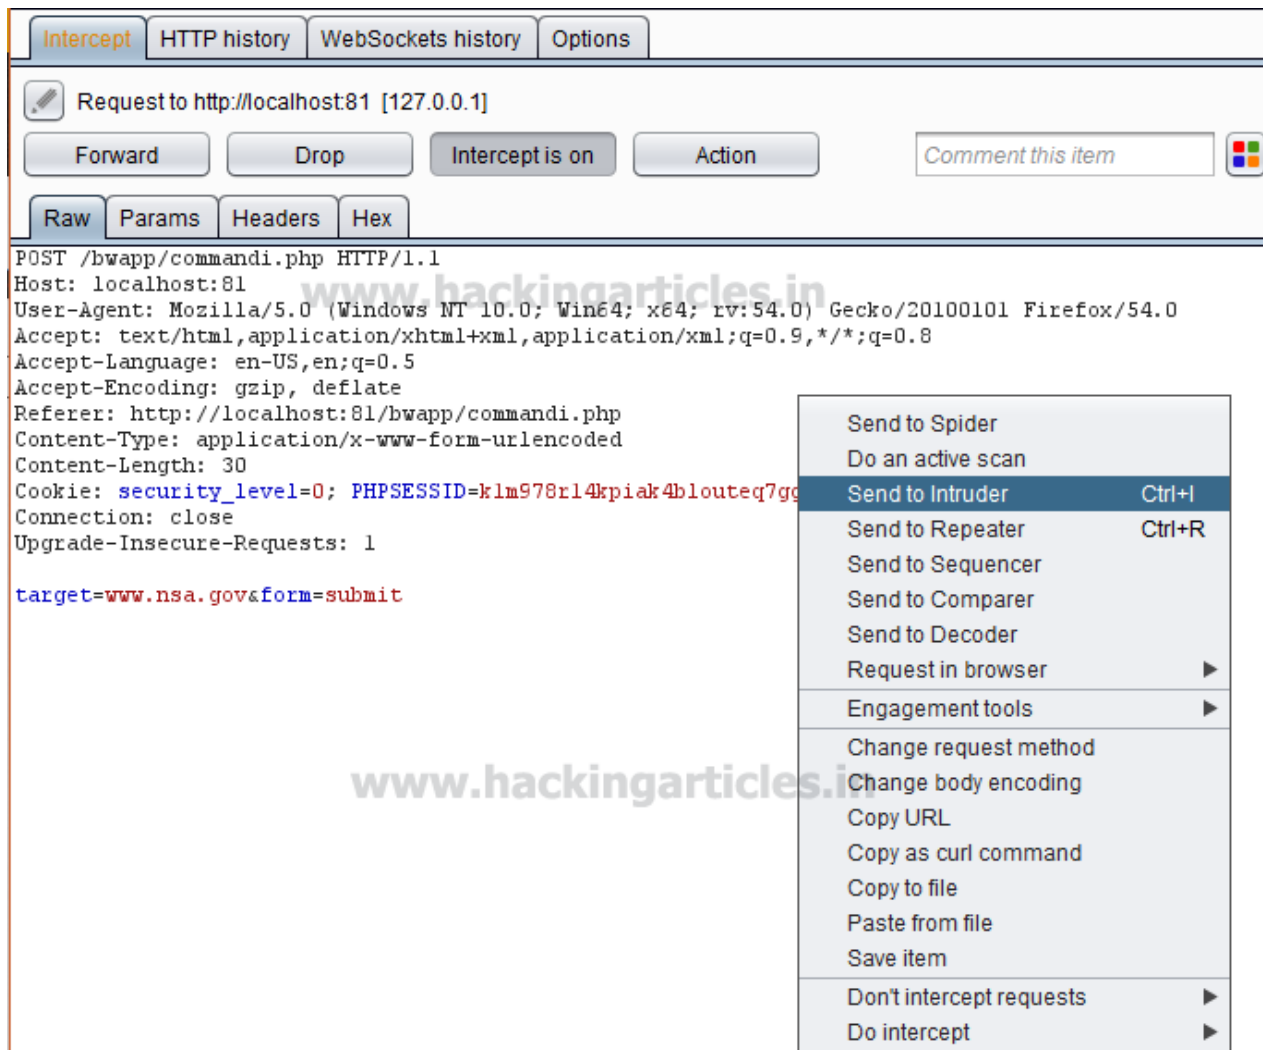 Intercept HTTP history WebSockets history Options
Request to http://localhost:81 [127.0.0.1]
Forward Drop Intercept is on Action Comment this item
Raw Params Headers Hex
POST /bwapp/commandi.php HTTP/1.1
Host: localhost:81
www.hackingarticles.in
User-Agent: Mozilla/5.0 (Windows NT 10.0; Win64; x64; rv:54.0) Gecko/20100101 Firefox/54.0
Accept: text/html,application/xhtml+xml,application/xml;q=0.9,*/*;q=0.8
Accept-Language: en-US,en;q=0.5
Accept-Encoding: gzip, deflate
Referer: http://localhost:81/bwapp/commandi.php
Content-Type: application/x-www-form-urlencoded
Content-Length: 30
Cookie: security_level=0; PHPSESSID=
Connection: close
Upgrade-Insecure-Requests: 1
target=www.nsa.gov&form=submit
www.hackingarticles.in
Send to Spider
Do an active scan
Send to Intruder Ctrl+I
Send to Repeater Ctrl+R
Send to Sequencer
Send to Comparer
Send to Decoder
Request in browser
Engagement tools
Change request method
Change body encoding
Copy URL
Copy as curl command
Copy to file
Paste from file
Save item
Don't intercept requests
Do intercept